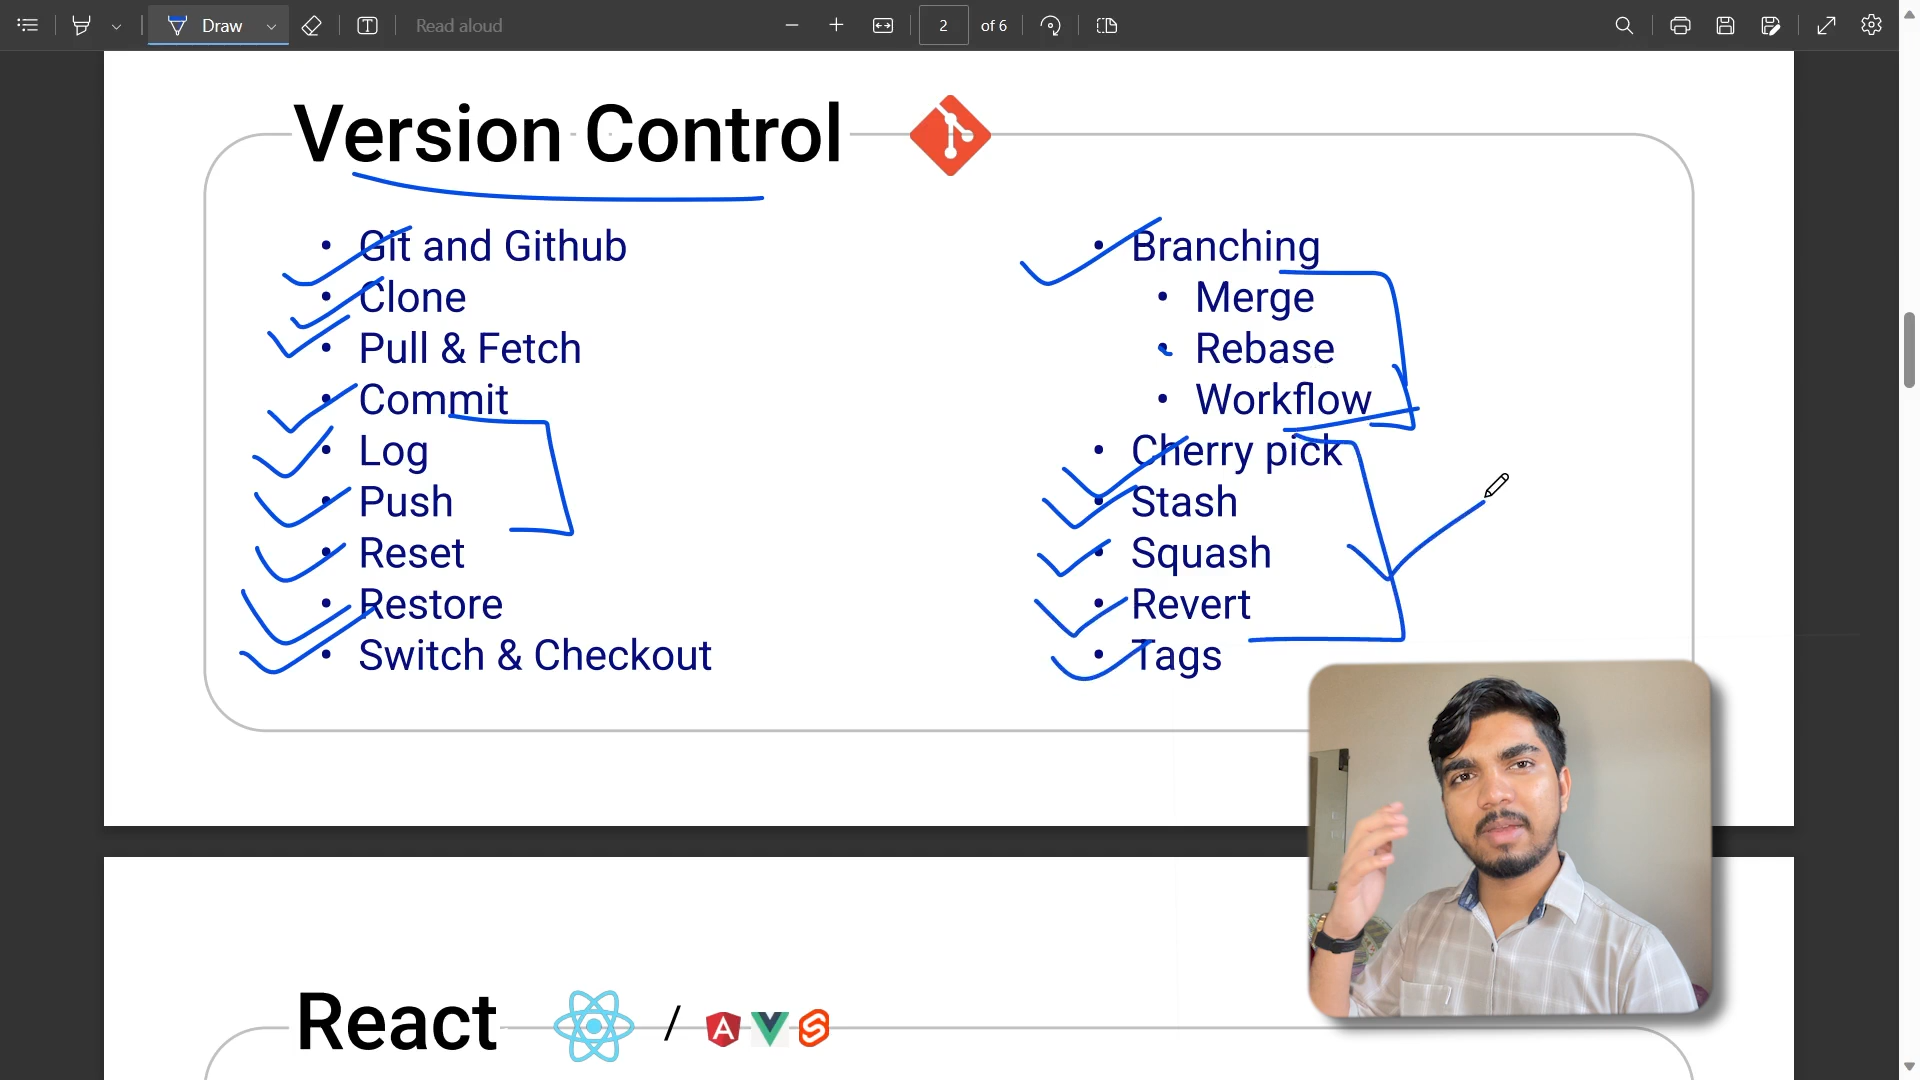 Draw
Read aloud
2
of 6
Version Control
• Git and Github
• Clone
• Pull & Fetch
• Commit
• Log
• Push
• Reset
• Restore
• Switch & Checkout
• Branching
• Merge
• Rebase
• Workflow
• Cherry pick
• Stash
• Squash
• Revert
• Tags
React /